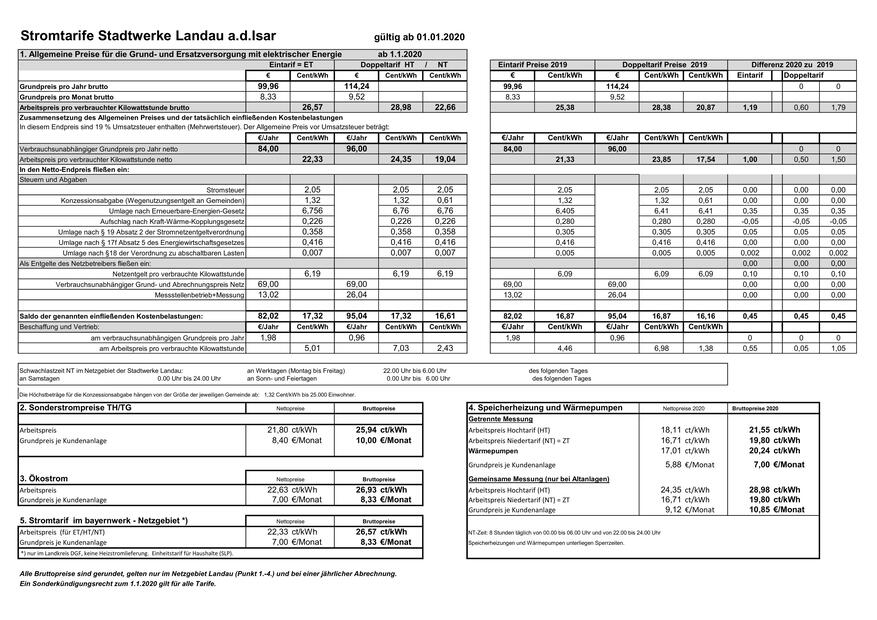 Stromtarife Stadtwerke Landau a.d.Isar gültig ab 01.01.2020
1. Allgemeine Preise für die Grund- und Ersatzversorgung mit elektrischer Energie ab 1.1.2020
Eintarif = ET Doppeltarif HT / NT Eintarif Preise 2019 Doppeltarif Preise 2019 Differenz 2020 zu 2019
€ Cent/kWh € Cent/kWh Cent/kWh € Cent/kWh € Cent/kWh Cent/kWh Eintarif Doppeltarif
Grundpreis pro Jahr brutto 99,96 114,24 99,96 114,24 0 0
Grundpreis pro Monat brutto 8,33 9,52 8,33 9,52
Arbeitspreis pro verbrauchter Kilowattstunde brutto 26,57 28,98 22,66 25,38 28,38 20,87 1,19 0,60 1,79
Zusammensetzung des Allgemeinen Preises und der tatsächlich einfließenden Kostenbelastungen
In diesem Endpreis sind 19 % Umsatzsteuer enthalten (Mehrwertsteuer). Der Allgemeine Preis vor Umsatzsteuer beträgt:
€/Jahr Cent/kWh €/Jahr Cent/kWh Cent/kWh €/Jahr Cent/kWh €/Jahr Cent/kWh Cent/kWh
Verbrauchsunabhängiger Grundpreis pro Jahr netto 84,00 96,00 84,00 96,00 0 0
Arbeitspreis pro verbrauchter Kilowattstunde netto 22,33 24,35 19,04 21,33 23,85 17,54 1,00 0,50 1,50
In den Netto-Endpreis fließen ein:
Steuern und Abgaben
Stromsteuer 2,05 2,05 2,05 2,05 2,05 2,05 0,00 0,00 0,00
Konzessionsabgabe (Wegenutzungsentgelt an Gemeinden) 1,32 1,32 0,61 1,32 1,32 0,61 0,00 0,00 0,00
Umlage nach Erneuerbare-Energien-Gesetz 6,756 6,76 6,76 6,405 6,41 6,41 0,35 0,35 0,35
Aufschlag nach Kraft-Wärme-Kopplungsgesetz 0,226 0,226 0,226 0,280 0,280 0,280 -0,05 -0,05 -0,05
Umlage nach § 19 Absatz 2 der Stromnetzentgeltverordnung 0,358 0,358 0,358 0,305 0,305 0,305 0,05 0,05 0,05
Umlage nach § 17f Absatz 5 des Energiewirtschaftsgesetzes 0,416 0,416 0,416 0,416 0,416 0,416 0,00 0,00 0,00
Umlage nach §18 der Verordnung zu abschaltbaren Lasten 0,007 0,007 0,007 0,005 0,005 0,005 0,002 0,002 0,002
Als Entgelte des Netzbetreibers fließen ein: 0,00 0,00 0,00
Netzentgelt pro verbrauchte Kilowattstunde 6,19 6,19 6,19 6,09 6,09 6,09 0,10 0,10 0,10
Verbrauchsunabhängiger Grund- und Abrechnungspreis Netz 69,00 69,00 69,00 69,00 0,00 0,00 0,00
Messstellenbetrieb+Messung 13,02 26,04 13,02 26,04 0,00 0,00 0,00
Saldo der genannten einfließenden Kostenbelastungen: 82,02 17,32 95,04 17,32 16,61 82,02 16,87 95,04 16,87 16,16 0,45 0,45 0,45
Beschaffung und Vertrieb: €/Jahr Cent/kWh €/Jahr Cent/kWh Cent/kWh €/Jahr Cent/kWh €/Jahr Cent/kWh Cent/kWh
am verbrauchsunabhängigen Grundpreis pro Jahr 1,98 0,96 1,98 0,96 0 0 0
am Arbeitspreis pro verbrauchte Kilowattstunde 5,01 7,03 2,43 4,46 6,98 1,38 0,55 0,05 1,05
Schwachlastzeit NT im Netzgebiet der Stadtwerke Landau: an Werktagen (Montag bis Freitag) 22.00 Uhr bis 6.00 Uhr des folgenden Tages
an Samstagen 0.00 Uhr bis 24.00 Uhr an Sonn- und Feiertagen 0.00 Uhr bis 6.00 Uhr des folgenden Tages
Die Höchstbeträge für die Konzessionsabgabe hängen von der Größe der jeweiligen Gemeinde ab: 1,32 Cent/kWh bis 25.000 Einwohner.
2. Sonderstrompreise TH/TG Nettopreise Bruttopreise
Arbeitspreis 21,80 ct/kWh 25,94 ct/kWh
Grundpreis je Kundenanlage 8,40 €/Monat 10,00 €/Monat
3. Ökostrom Nettopreise Bruttopreise
Arbeitspreis 22,63 ct/kWh 26,93 ct/kWh
Grundpreis je Kundenanlage 7,00 €/Monat 8,33 €/Monat
5. Stromtarif im bayernwerk - Netzgebiet *) Nettopreise Bruttopreise
Arbeitspreis (für ET/HT/NT) 22,33 ct/kWh 26,57 ct/kWh
Grundpreis je Kundenanlage 7,00 €/Monat 8,33 €/Monat
*) nur im Landkreis DGF, keine Heizstromlieferung. Einheitstarif für Haushalte (SLP).
4. Speicherheizung und Wärmepumpen Nettopreise 2020 Bruttopreise 2020
Getrennte Messung
Arbeitspreis Hochtarif (HT) 18,11 ct/kWh 21,55 ct/kWh
Arbeitspreis Niedertarif (NT) = ZT 16,71 ct/kWh 19,80 ct/kWh
Wärmepumpen 17,01 ct/kWh 20,24 ct/kWh
Grundpreis je Kundenanlage 5,88 €/Monat 7,00 €/Monat
Gemeinsame Messung (nur bei Altanlagen)
Arbeitspreis Hochtarif (HT) 24,35 ct/kWh 28,98 ct/kWh
Arbeitspreis Niedertarif (NT) = ZT 16,71 ct/kWh 19,80 ct/kWh
Grundpreis je Kundenanlage 9,12 €/Monat 10,85 €/Monat
NT-Zeit: 8 Stunden täglich von 00.00 bis 06.00 Uhr und von 22.00 bis 24.00 Uhr
Speicherheizungen und Wärmepumpen unterliegen Sperrzeiten.
Alle Bruttopreise sind gerundet, gelten nur im Netzgebiet Landau (Punkt 1.-4.) und bei einer jährlicher Abrechnung.
Ein Sonderkündigungsrecht zum 1.1.2020 gilt für alle Tarife.